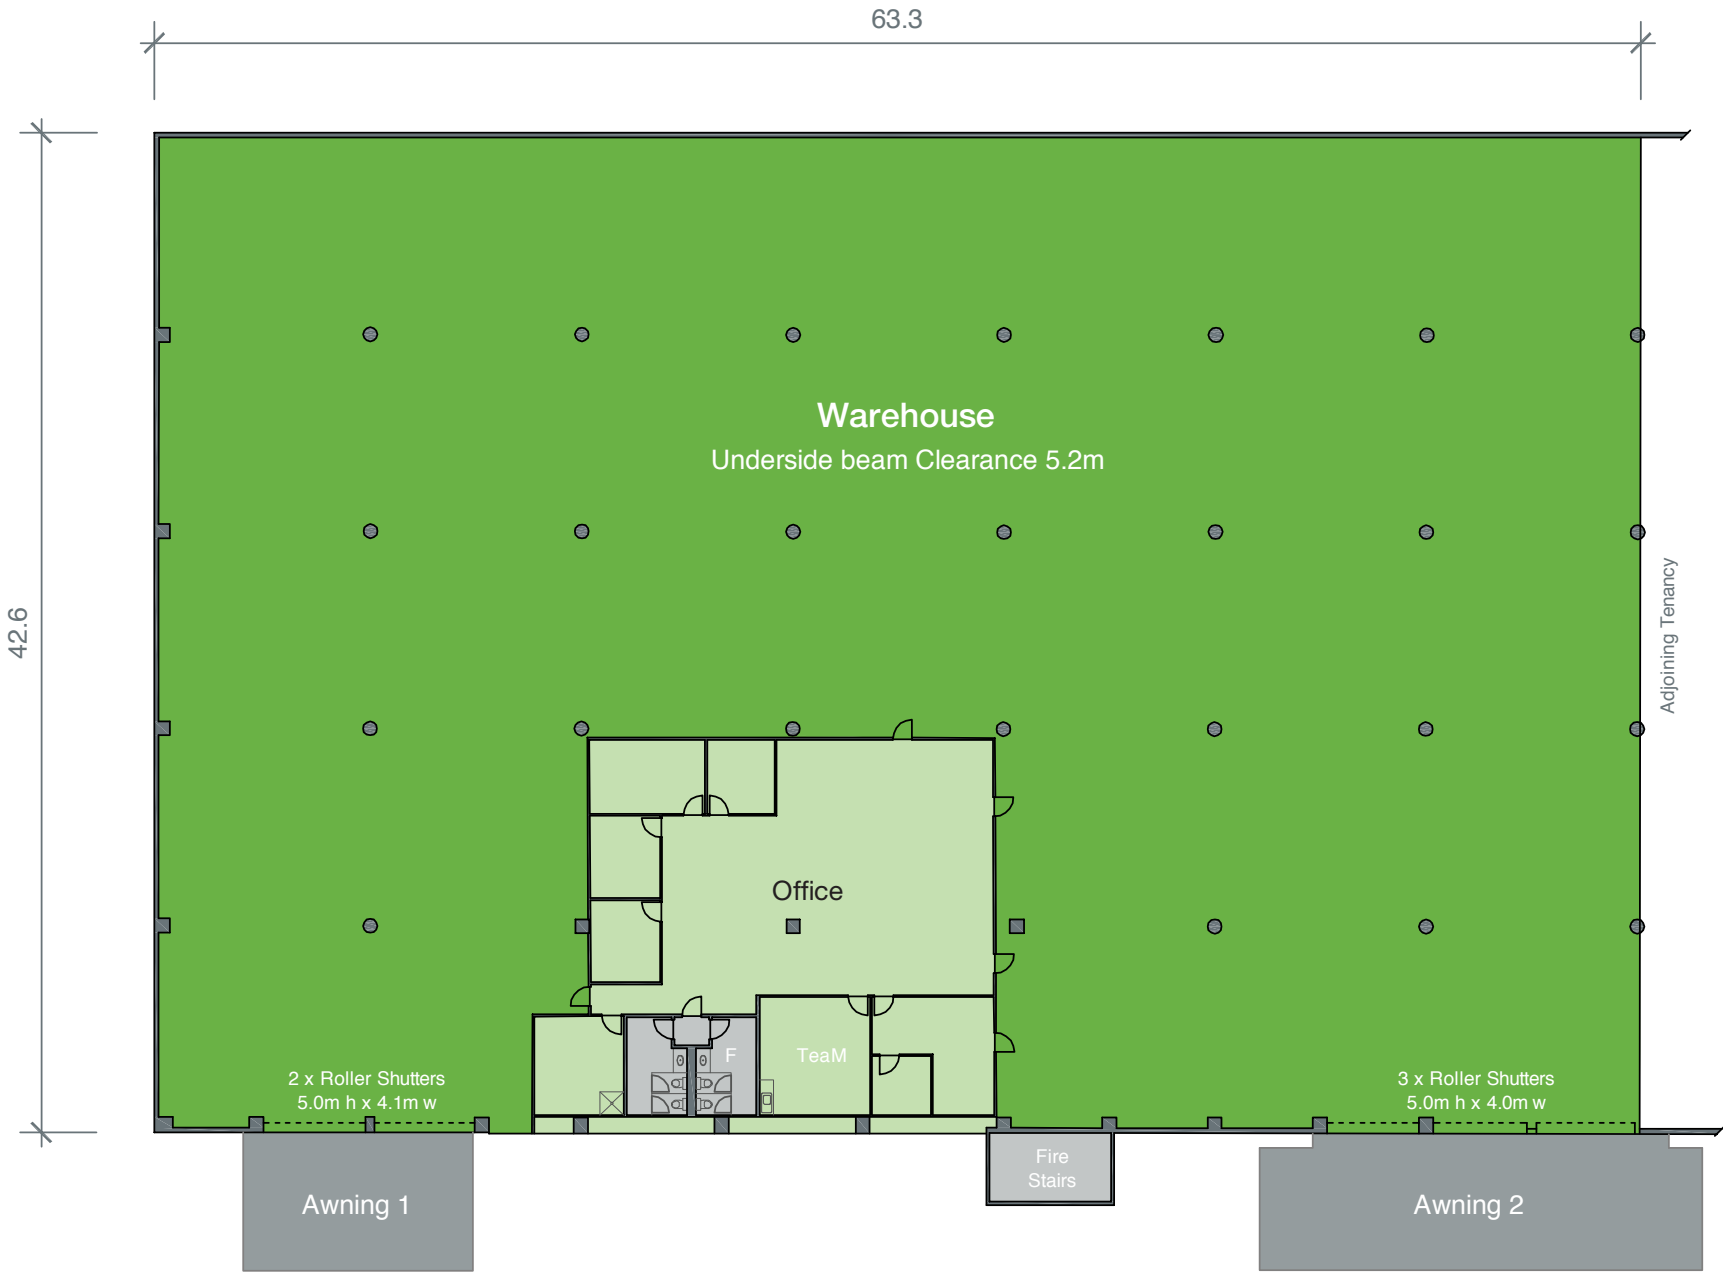 63.3
42.6
Warehouse
Underside beam Clearance 5.2m
Adjoining Tenancy
Office
F
TeaM
2 x Roller Shutters
5.0m h x 4.1m w
3 x Roller Shutters
5.0m h x 4.0m w
Fire
Stairs
Awning 1
Awning 2